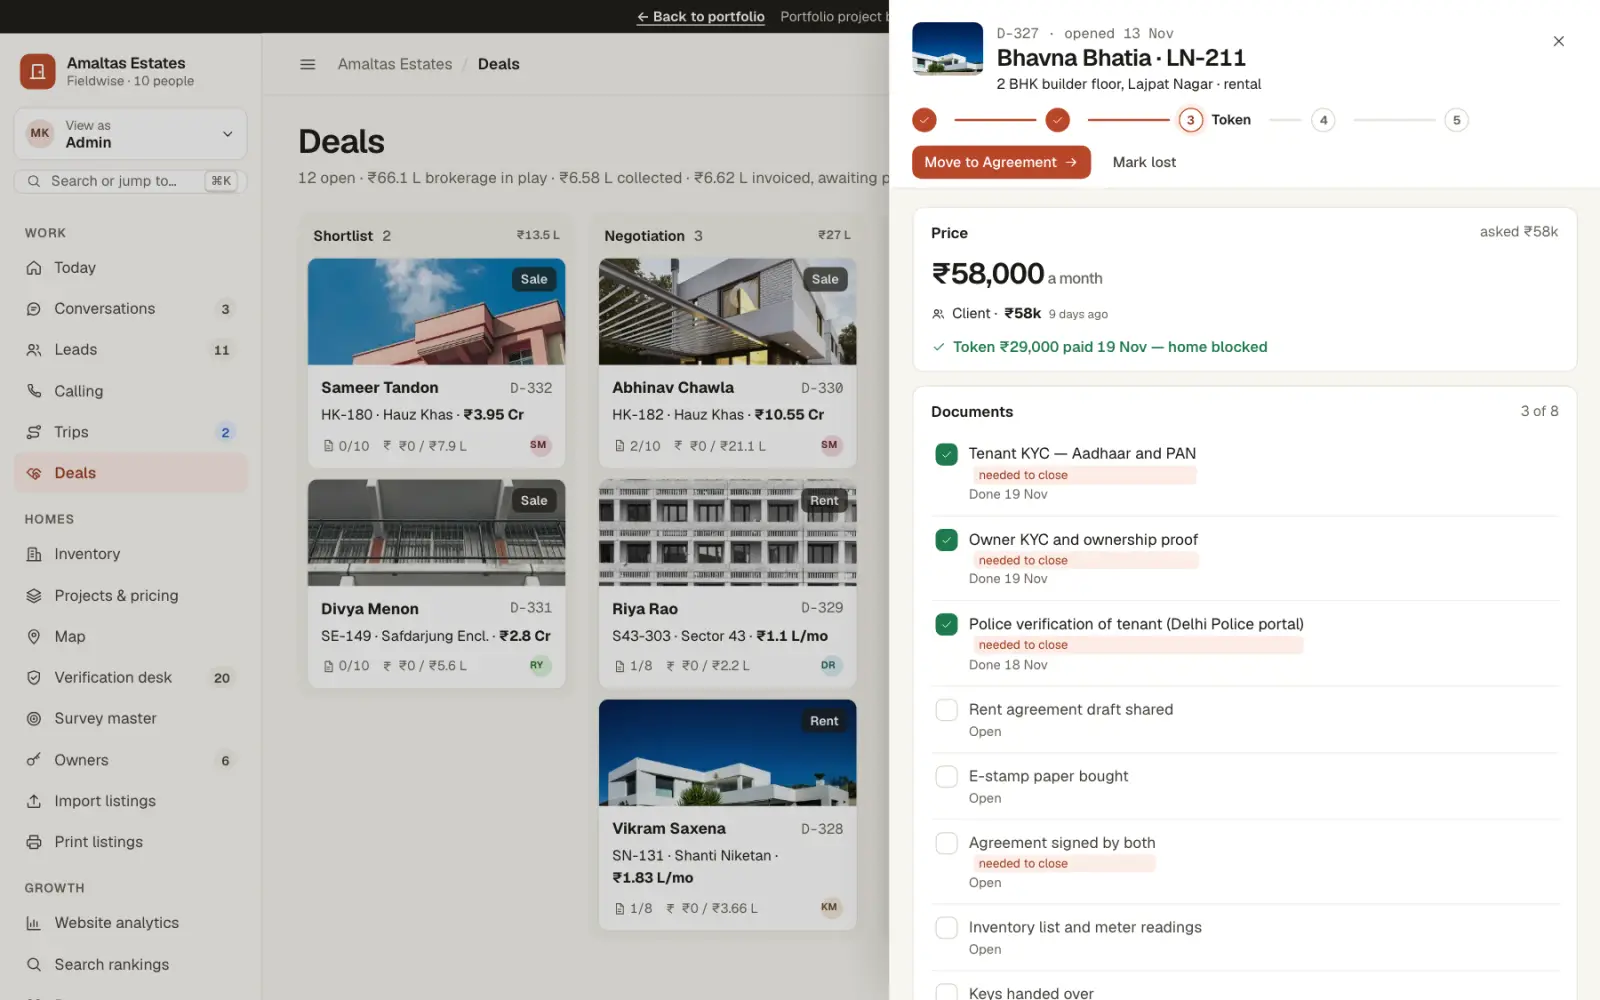 ← Back to portfolio Portfolio project
Amaltas Estates
Fieldwise · 10 people
MK
View as
Admin
Search or jump to…
⌘K
WORK
Today
Conversations 3
Leads 11
Calling
Trips 2
Deals
HOMES
Inventory
Projects & pricing
Map
Verification desk 20
Survey master
Owners 6
Import listings
Print listings
GROWTH
Website analytics
Search rankings
Amaltas Estates / Deals
Deals
12 open · ₹66.1 L brokerage in play · ₹6.58 L collected · ₹6.62 L invoiced, awaiting
Shortlist 2 ₹13.5 L
Sale
Sameer Tandon D-332
HK-180 · Hauz Khas · ₹3.95 Cr
0/10 ₹ ₹0 / ₹7.9 L SM
Sale
Divya Menon D-331
SE-149 · Safdarjung Encl. · ₹2.8 Cr
0/10 ₹ ₹0 / ₹5.6 L RY
Negotiation 3 ₹27 L
Sale
Abhinav Chawla D-330
HK-182 · Hauz Khas · ₹10.55 Cr
2/10 ₹ ₹0 / ₹21.1 L SM
Rent
Riya Rao D-329
S43-303 · Sector 43 · ₹1.1 L/mo
1/8 ₹ ₹0 / ₹2.2 L DR
Rent
Vikram Saxena D-328
SN-131 · Shanti Niketan ·
₹1.83 L/mo
1/8 ₹ ₹0 / ₹3.66 L KM
D-327 · opened 13 Nov
Bhavna Bhatia · LN-211
2 BHK builder floor, Lajpat Nagar · rental
3 Token 4 5
Move to Agreement → Mark lost
Price asked ₹58k
₹58,000 a month
Client · ₹58k 9 days ago
Token ₹29,000 paid 19 Nov — home blocked
Documents 3 of 8
Tenant KYC — Aadhaar and PAN
needed to close
Done 19 Nov
Owner KYC and ownership proof
needed to close
Done 19 Nov
Police verification of tenant (Delhi Police portal)
needed to close
Done 18 Nov
Rent agreement draft shared
Open
E-stamp paper bought
Open
Agreement signed by both
needed to close
Open
Inventory list and meter readings
Open
Keys handed over